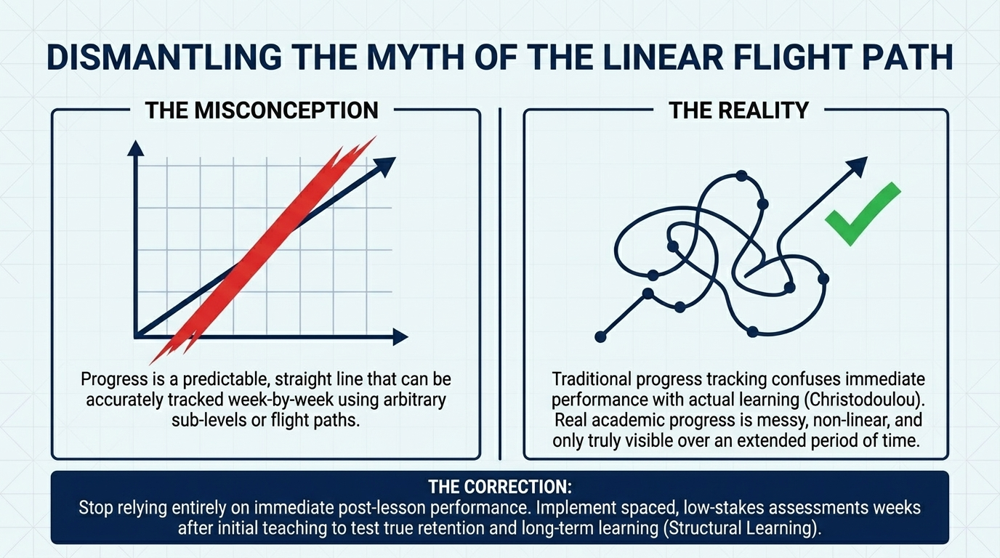 DISMANTLING THE MYTH OF THE LINEAR FLIGHT PATH
THE MISCONCEPTION
Progress is a predictable, straight line that can be
accurately tracked week-by-week using arbitrary
sub-levels or flight paths.
THE REALITY
Traditional progress tracking confuses immediate
performance with actual learning (Christodoulou).
Real academic progress is messy, non-linear, and
only truly visible over an extended period of time.
THE CORRECTION:
Stop relying entirely on immediate post-lesson performance. Implement spaced, low-stakes assessments weeks
after initial teaching to test true retention and long-term learning (Structural Learning).